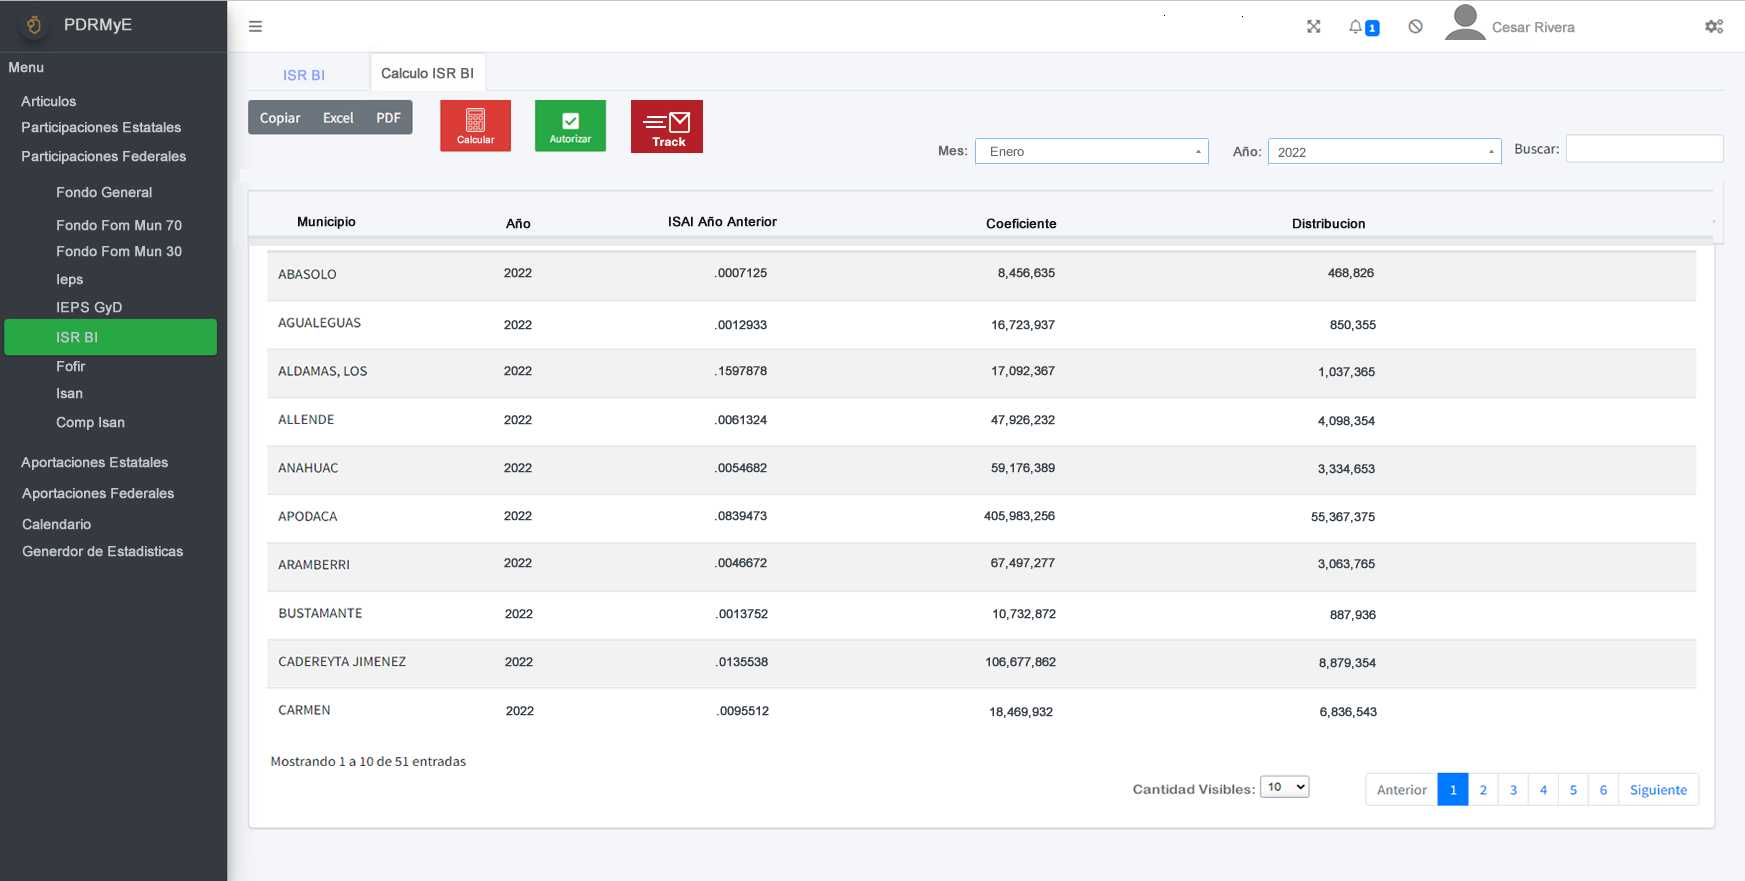 PDRMyE
1
Cesar Rivera
Menu
Articulos
Participaciones Estatales
Participaciones Federales
Fondo General
Fondo Fom Mun 70
Fondo Fom Mun 30
Ieps
IEPS GyD
ISR BI
Fofir
Isan
Comp Isan
Aportaciones Estatales
Aportaciones Federales
Calendario
Generdor de Estadisticas
ISR BI
Calculo ISR BI
Copiar Excel PDF
Calcular
Autorizar
Track
Mes: Enero
Año: 2022
Buscar:
Municipio Año ISAI Año Anterior Coeficiente Distribucion
ABASOLO 2022 .0007125 8,456,635 468,826
AGUALEGUAS 2022 .0012933 16,723,937 850,355
ALDAMAS, LOS 2022 .1597878 17,092,367 1,037,365
ALLENDE 2022 .0061324 47,926,232 4,098,354
ANAHUAC 2022 .0054682 59,176,389 3,334,653
APODACA 2022 .0839473 405,983,256 55,367,375
ARAMBERRI 2022 .0046672 67,497,277 3,063,765
BUSTAMANTE 2022 .0013752 10,732,872 887,936
CADEREYTA JIMENEZ 2022 .0135538 106,677,862 8,879,354
CARMEN 2022 .0095512 18,469,932 6,836,543
Mostrando 1 a 10 de 51 entradas
Cantidad Visibles: 10
Anterior 1 2 3 4 5 6 Siguiente